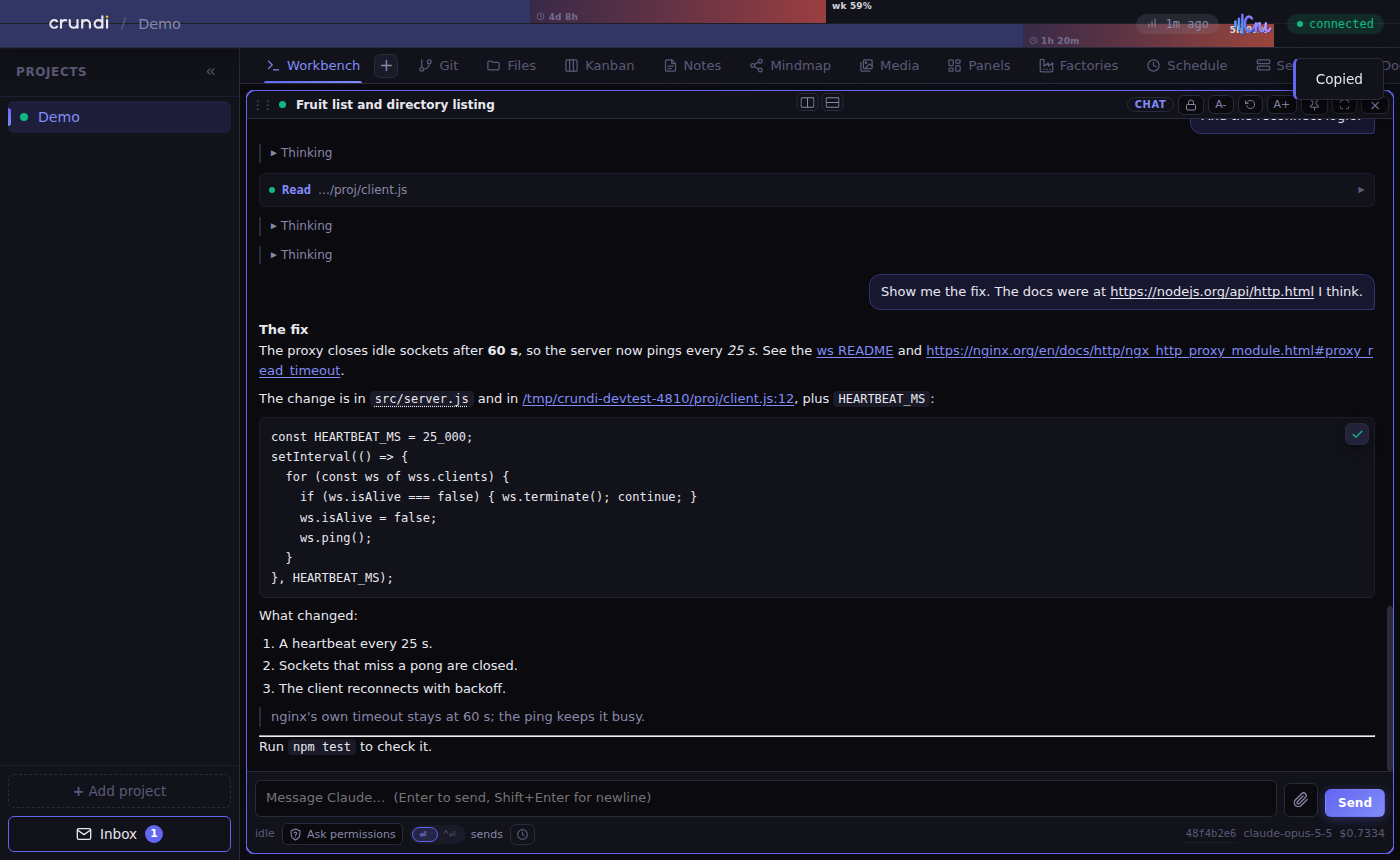 crundi / Demo
4d 8h
wk 59%
1h 20m
1m ago
connected
PROJECTS
Workbench
Git
Files
Kanban
Notes
Mindmap
Media
Panels
Factories
Schedule
Copied
Demo
Fruit list and directory listing
CHAT
A-
A+
▸ Thinking
Read …/proj/client.js
▸ Thinking
▸ Thinking
Show me the fix. The docs were at https://nodejs.org/api/http.html I think.
The fix
The proxy closes idle sockets after 60 s, so the server now pings every 25 s. See the ws README and https://nginx.org/en/docs/http/ngx_http_proxy_module.html#proxy_r
ead_timeout.
The change is in src/server.js and in /tmp/crundi-devtest-4810/proj/client.js:12, plus HEARTBEAT_MS:
const HEARTBEAT_MS = 25_000;
setInterval(() => {
  for (const ws of wss.clients) {
    if (ws.isAlive === false) { ws.terminate(); continue; }
    ws.isAlive = false;
    ws.ping();
  }
}, HEARTBEAT_MS);
What changed:
1. A heartbeat every 25 s.
2. Sockets that miss a pong are closed.
3. The client reconnects with backoff.
nginx's own timeout stays at 60 s; the ping keeps it busy.
Run npm test to check it.
+ Add project
Inbox 1
Message Claude… (Enter to send, Shift+Enter for newline)
Send
idle
Ask permissions
sends
48f4b2e6 claude-opus-5-5 $0.7334